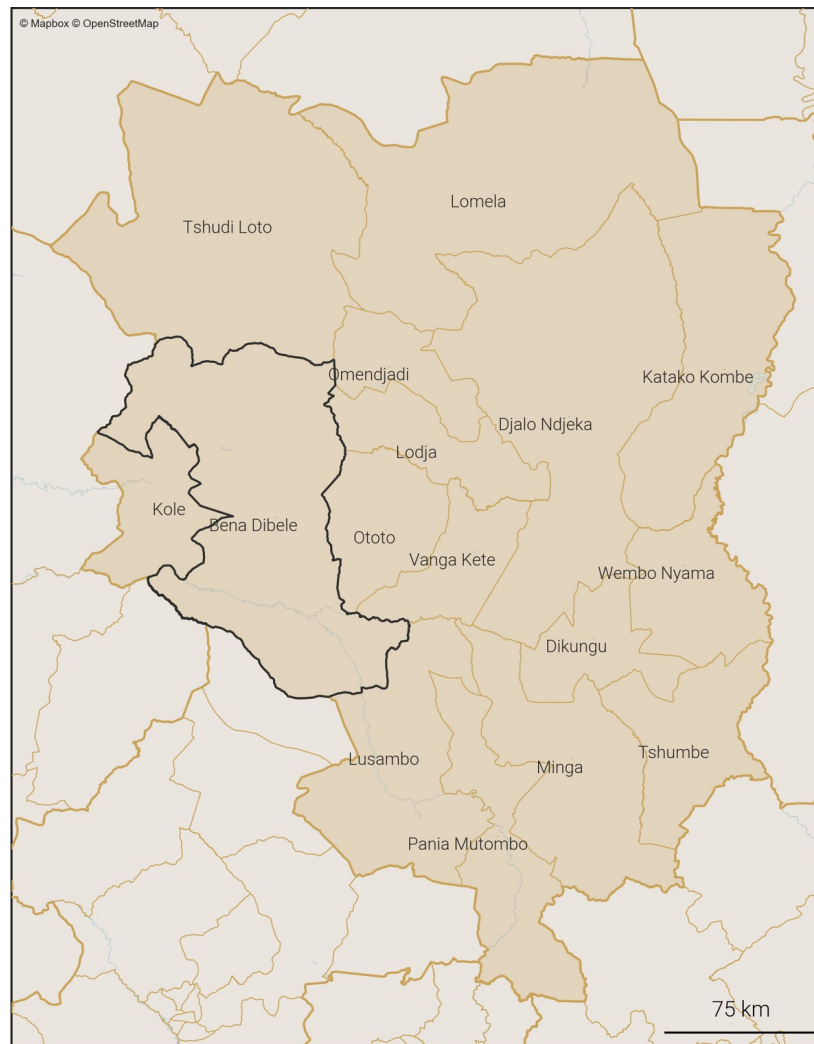 © Mapbox © OpenStreetMap
Lomela
Tshudi Loto
Omendjadi
Katako Kombe
Djalo Ndjeka
Lodja
Kole
Bena Dibele
Ototo
Vanga Kete
Wembo Nyama
Dikungu
Tshumbe
Lusambo
Minga
Pania Mutombo
75 km